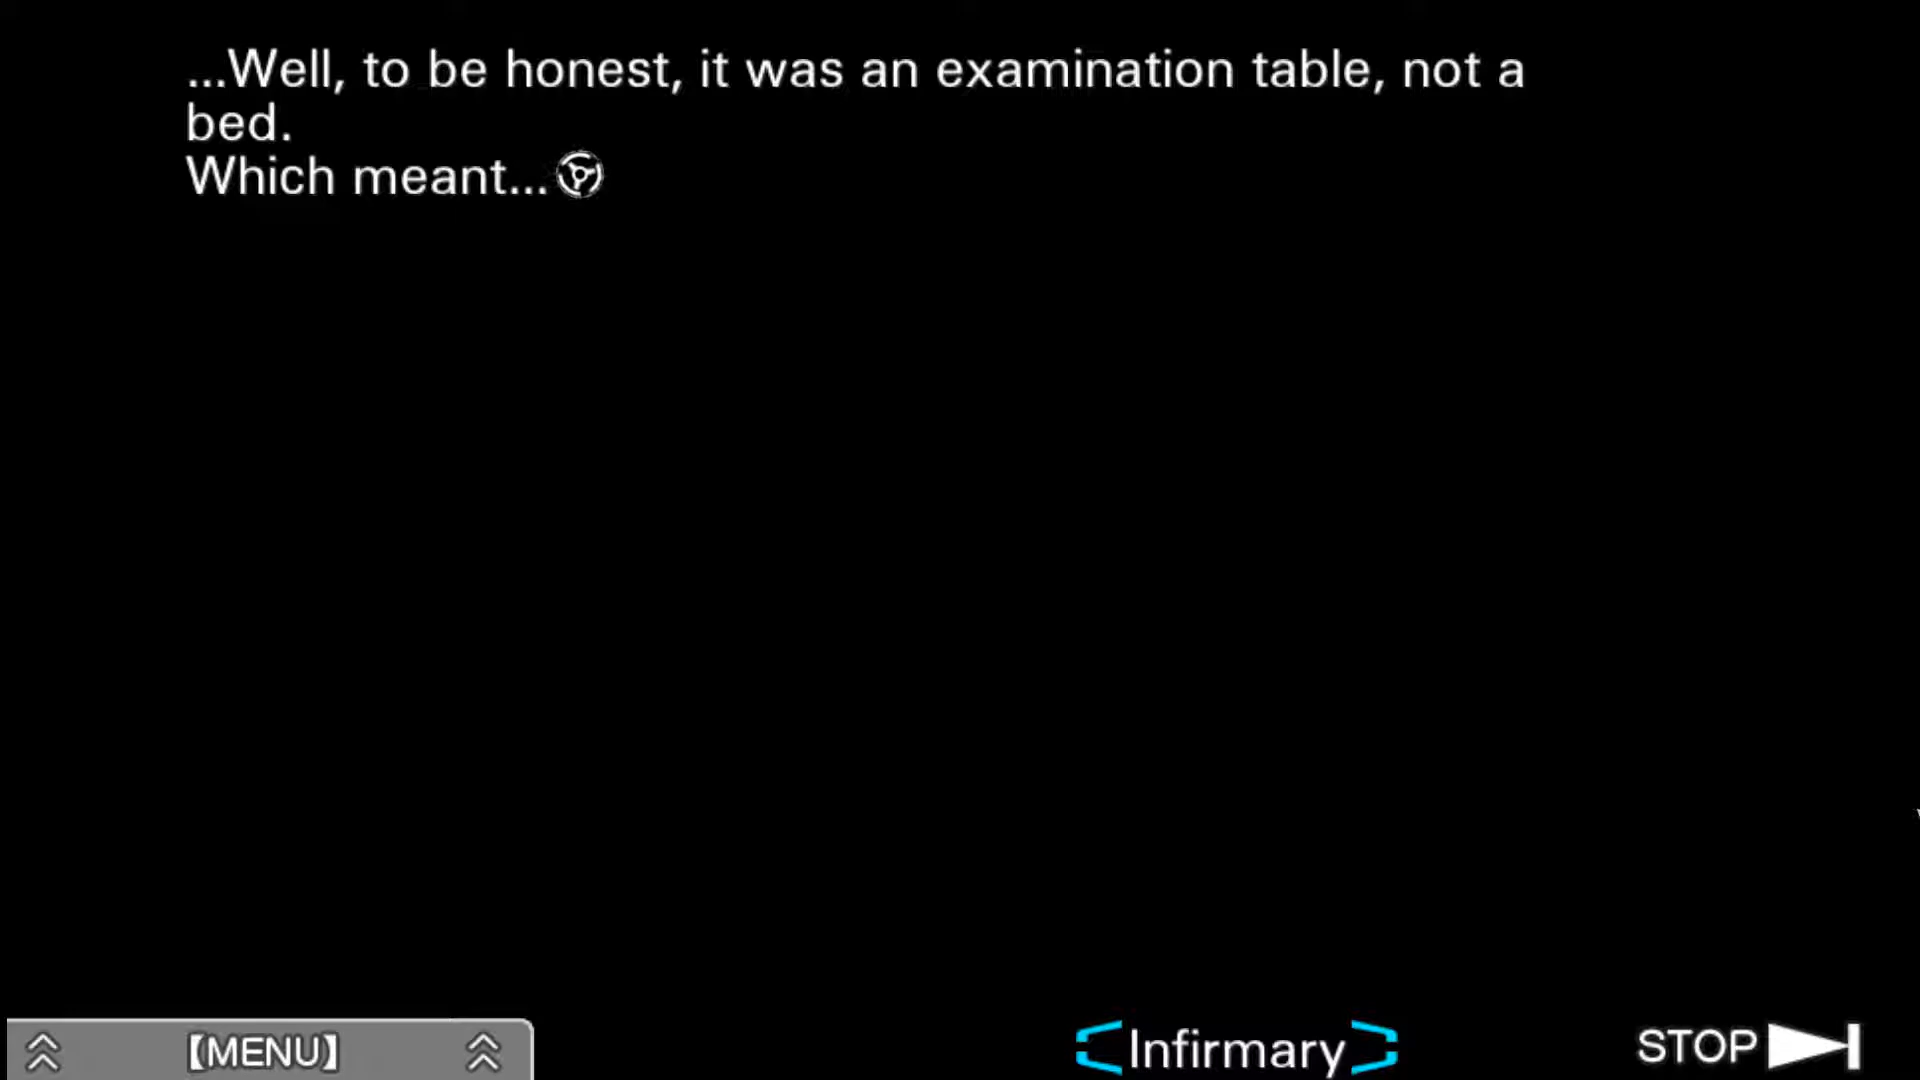 ...Well, to be honest, it was an examination table, not a
bed.
Which meant...
【MENU】
Infirmary
STOP